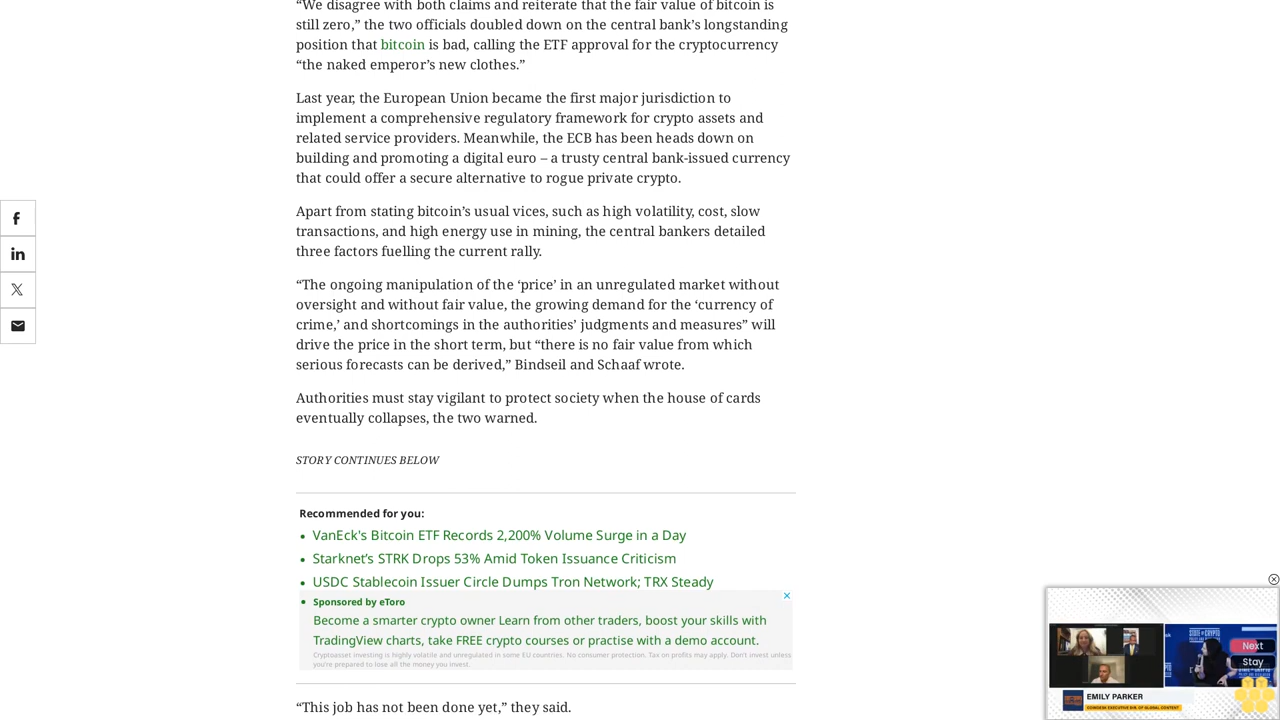 “We disagree with both claims and reiterate that the fair value of bitcoin is
still zero,” the two officials doubled down on the central bank’s longstanding
position that bitcoin is bad, calling the ETF approval for the cryptocurrency
“the naked emperor’s new clothes.”
Last year, the European Union became the first major jurisdiction to
implement a comprehensive regulatory framework for crypto assets and
related service providers. Meanwhile, the ECB has been heads down on
building and promoting a digital euro – a trusty central bank-issued currency
that could offer a secure alternative to rogue private crypto.
Apart from stating bitcoin’s usual vices, such as high volatility, cost, slow
transactions, and high energy use in mining, the central bankers detailed
three factors fuelling the current rally.
“The ongoing manipulation of the ‘price’ in an unregulated market without
oversight and without fair value, the growing demand for the ‘currency of
crime,’ and shortcomings in the authorities’ judgments and measures” will
drive the price in the short term, but “there is no fair value from which
serious forecasts can be derived,” Bindseil and Schaaf wrote.
Authorities must stay vigilant to protect society when the house of cards
eventually collapses, the two warned.
STORY CONTINUES BELOW
Recommended for you:
• VanEck's Bitcoin ETF Records 2,200% Volume Surge in a Day
• Starknet’s STRK Drops 53% Amid Token Issuance Criticism
• USDC Stablecoin Issuer Circle Dumps Tron Network; TRX Steady
• Sponsored by eToro
Become a smarter crypto owner Learn from other traders, boost your skills with
TradingView charts, take FREE crypto courses or practise with a demo account.
Cryptoasset investing is highly volatile and unregulated in some EU countries. No consumer protection. Tax on profits may apply. Don't invest unless
you're prepared to lose all the money you invest.
“This job has not been done yet,” they said.
Next
Stay
EMILY PARKER
COINDESK EXECUTIVE DIR. OF GLOBAL CONTENT